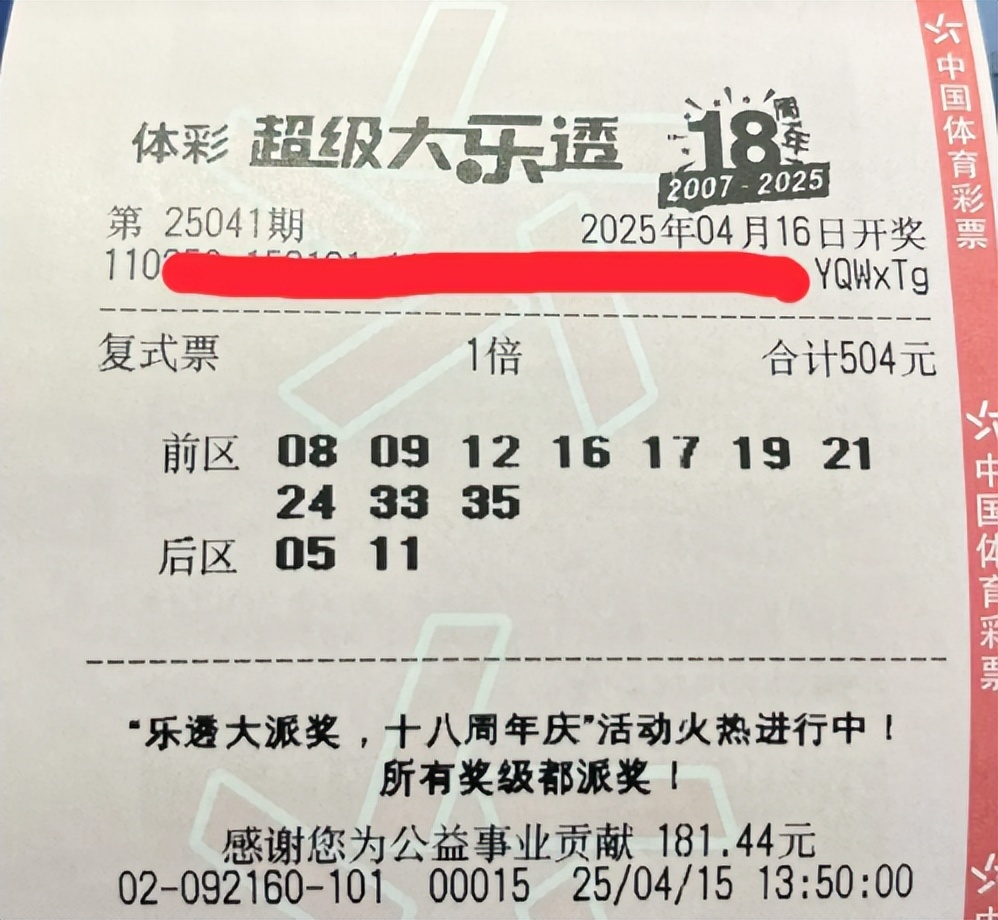 体彩 超级大乐透 18周年 2007-2025
第 25041期 2025年04月16日开奖
110 YQWxTg
复式票 1倍 合计504元
前区 08 09 12 16 17 19 21
24 33 35
后区 05 11
“乐透大派奖，十八周年庆”活动火热进行中！
所有奖级都派奖！
感谢您为公益事业贡献 181.44元
02-092160-101 00015 25/04/15 13:50:00
中国体育彩票
中国体育彩票
中